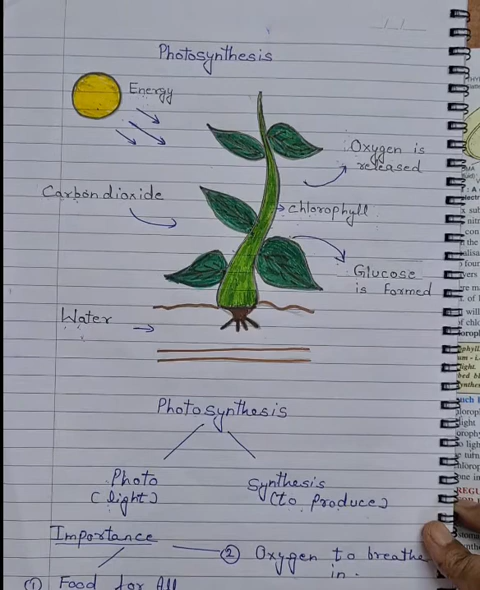 Photosynthesis
Energy
Oxygen is
released
Carbondioxide
chlorophyll
Glucose
is formed
Water
Photosynthesis
Photo
(light)
Synthesis
(to Produce)
Importance
② Oxygen to breathe
in.
① Food for All